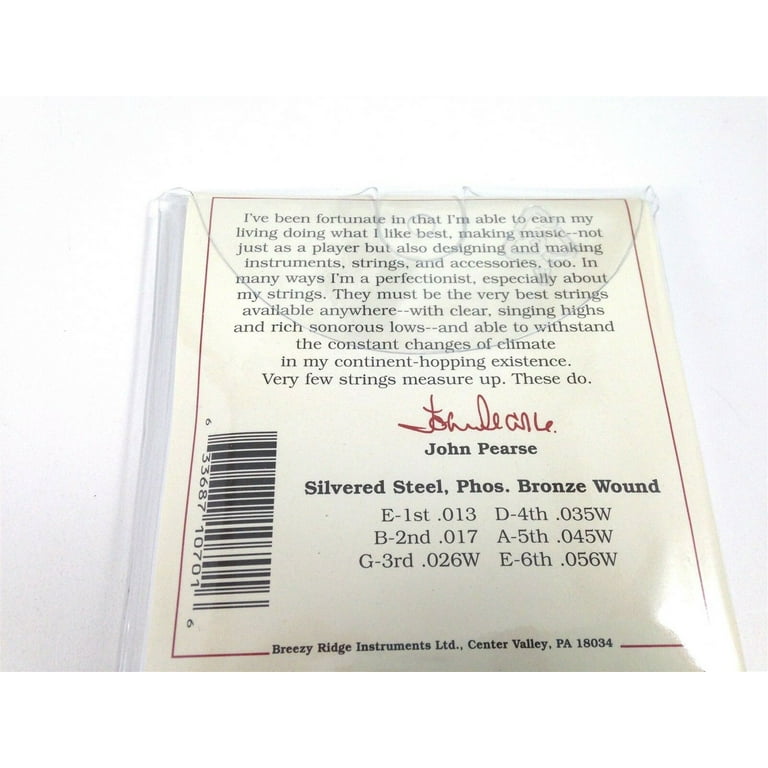 I've been fortunate in that I'm able to earn my
living doing what I like best, making music--not
just as a player but also designing and making
instruments, strings, and accessories, too. In
many ways I'm a perfectionist, especially about
my strings. They must be the very best strings
available anywhere--with clear, singing highs
and rich sonorous lows--and able to withstand
the constant changes of climate
in my continent-hopping existence.
Very few strings measure up. These do.
John Pearse
John Pearse
Silvered Steel, Phos. Bronze Wound
E-1st .013 D-4th .035W
B-2nd .017 A-5th .045W
G-3rd .026W E-6th .056W
6 33687 10701 6
Breezy Ridge Instruments Ltd., Center Valley, PA 18034